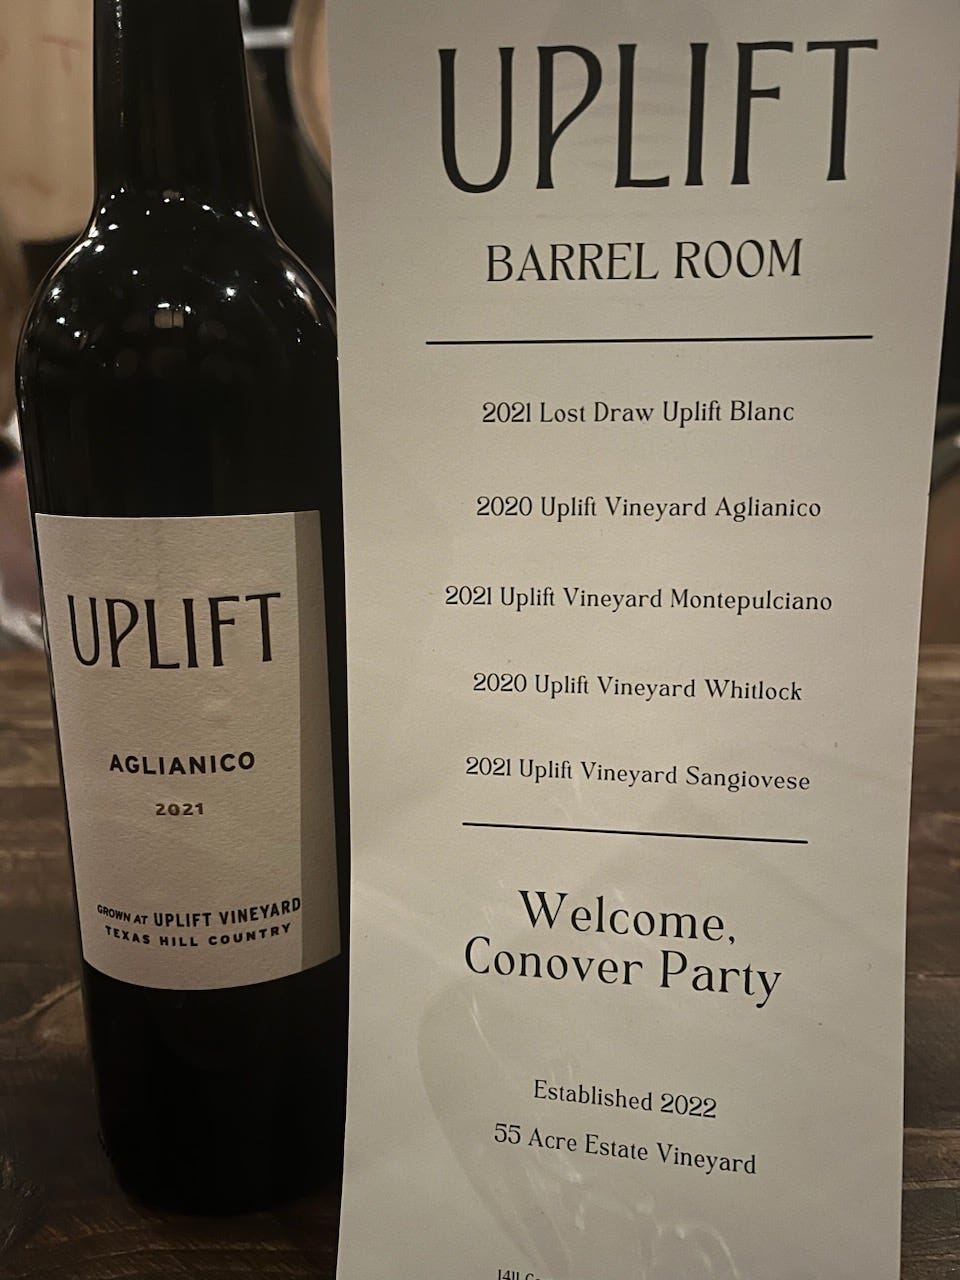 UPLIFT
AGLIANICO
2021
GROWN AT UPLIFT VINEYARD
TEXAS HILL COUNTRY
UPLIFT
BARREL ROOM
2021 Lost Draw Uplift Blanc
2020 Uplift Vineyard Aglianico
2021 Uplift Vineyard Montepulciano
2020 Uplift Vineyard Whitlock
2021 Uplift Vineyard Sangiovese
Welcome,
Conover Party
Established 2022
55 Acre Estate Vineyard